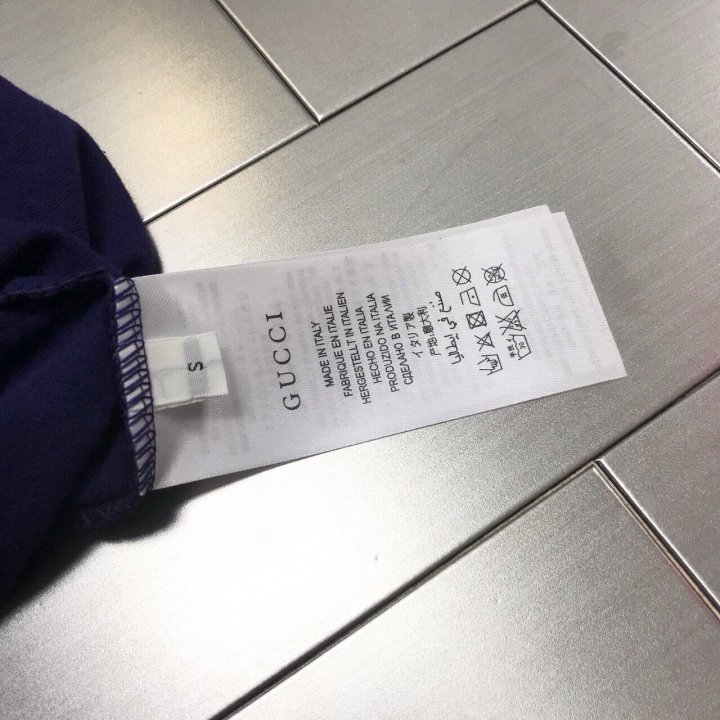 S
GUCCI
MADE IN ITALY
FABRIQUE EN ITALIE
HERGESTELLT IN ITALIEN
HECHO EN ITALIA
PRODUZIDO NA ITALIA
СДЕЛАНО В ИТАЛИИ
イタリア製
产地:意大利
صنع في إيطاليا